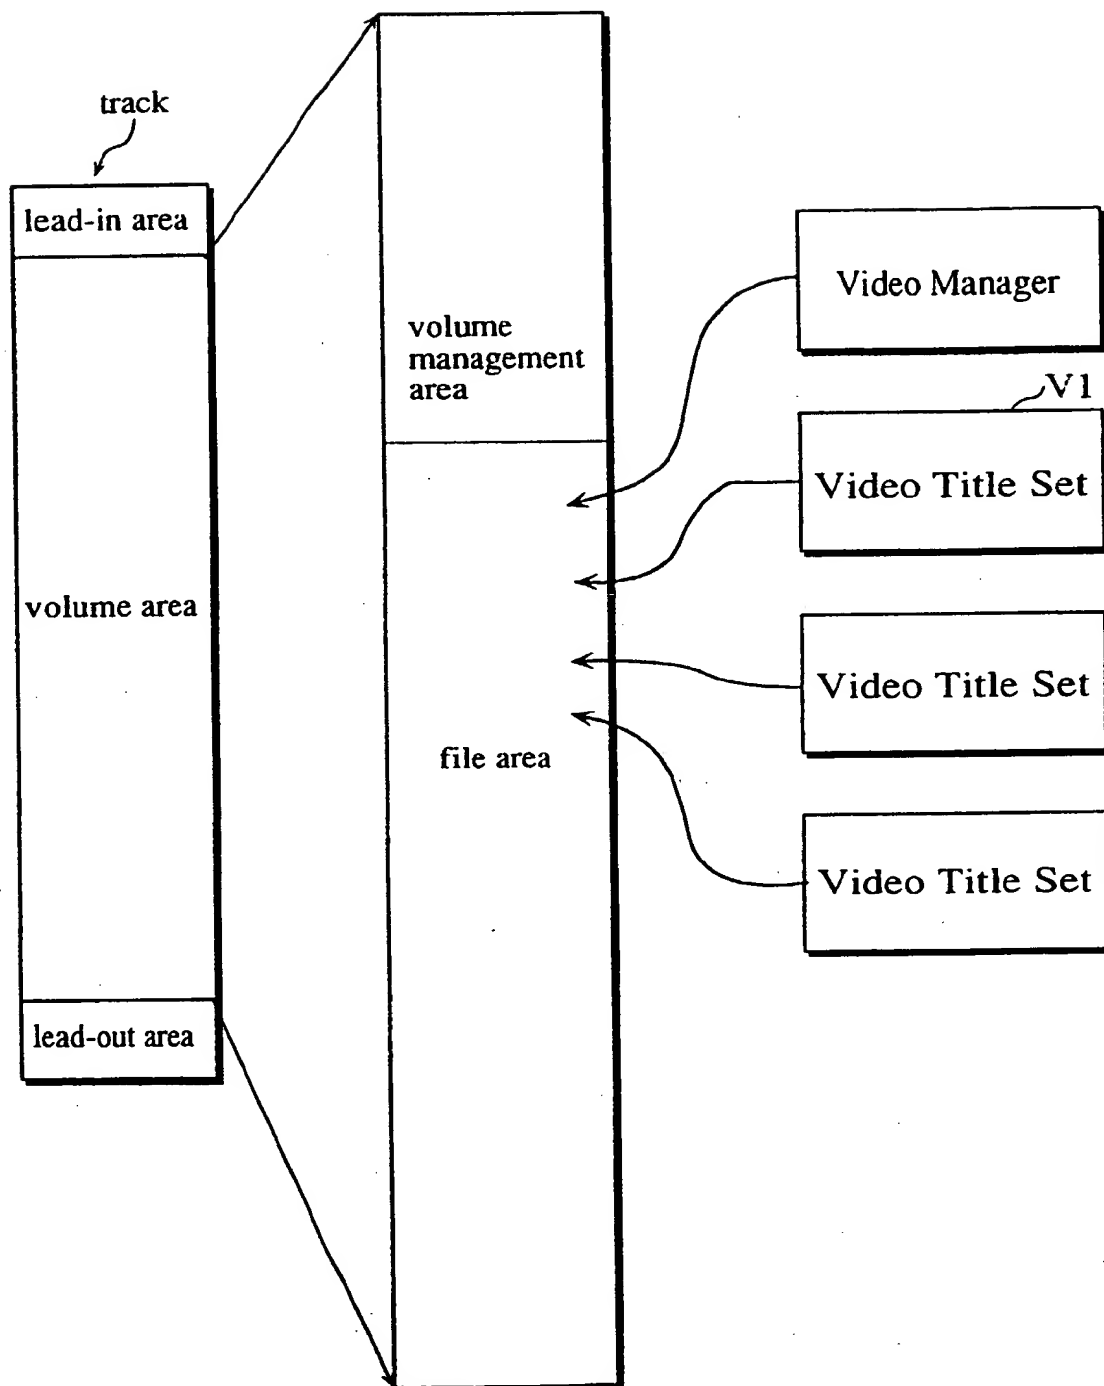 track
lead-in area
volume area
lead-out area
volume
management
area
file area
Video Manager
V1
Video Title Set
Video Title Set
Video Title Set